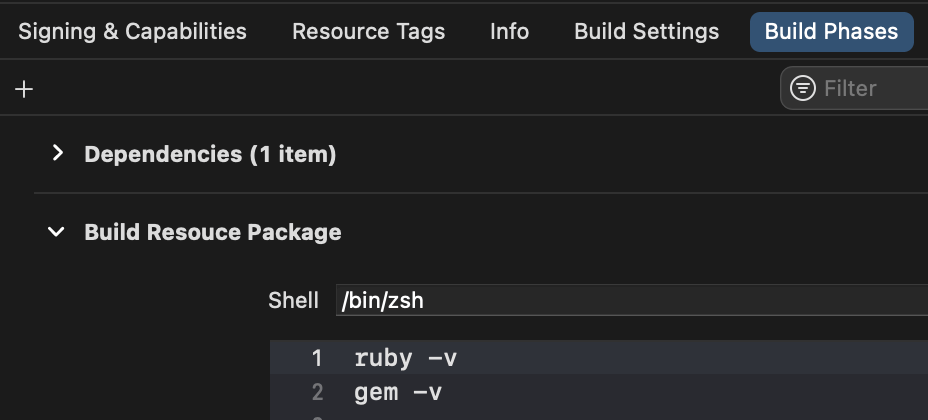 Signing & Capabilities Resource Tags Info Build Settings Build Phases
+ Filter
Dependencies (1 item)
Build Resouce Package
Shell /bin/zsh
1 ruby -v
2 gem -v